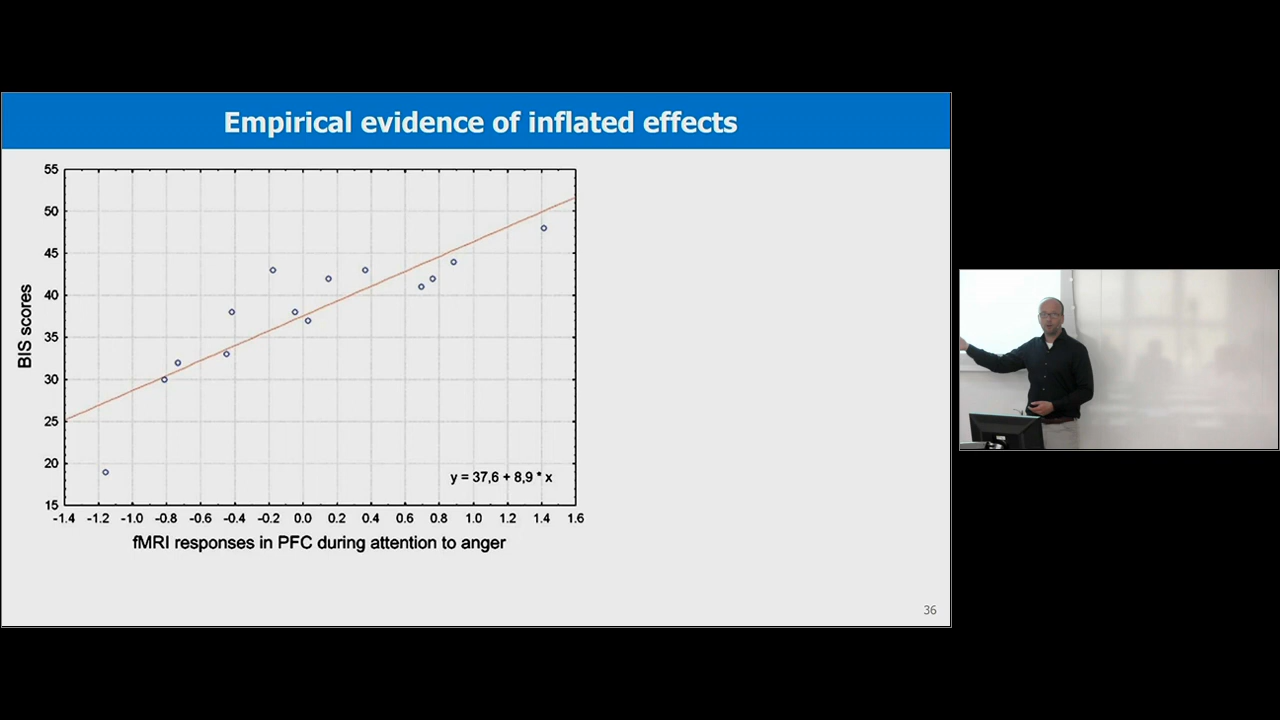 Empirical evidence of inflated effects
55
50
45
40
35
30
25
20
15
BIS scores
y = 37,6 + 8,9 * x
-1.4 -1.2 -1.0 -0.8 -0.6 -0.4 -0.2 0.0 0.2 0.4 0.6 0.8 1.0 1.2 1.4 1.6
fMRI responses in PFC during attention to anger
36